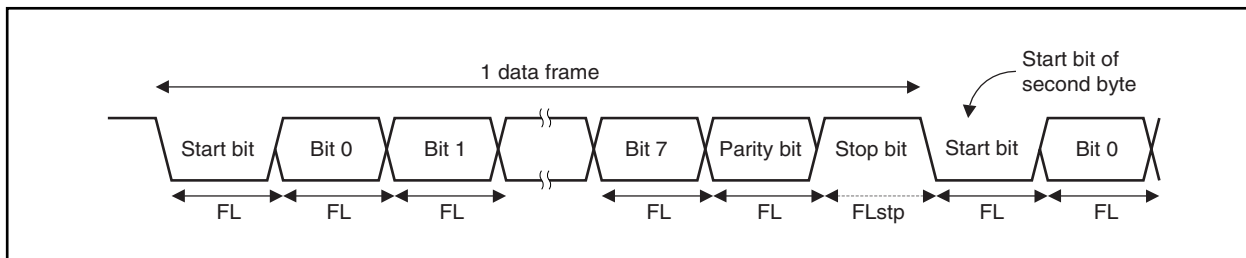 1 data frame
Start bit of
second byte
Start bit
Bit 0
Bit 1
Bit 7
Parity bit
Stop bit
Start bit
Bit 0
FL
FL
FL
FL
FL
FLstp
FL
FL